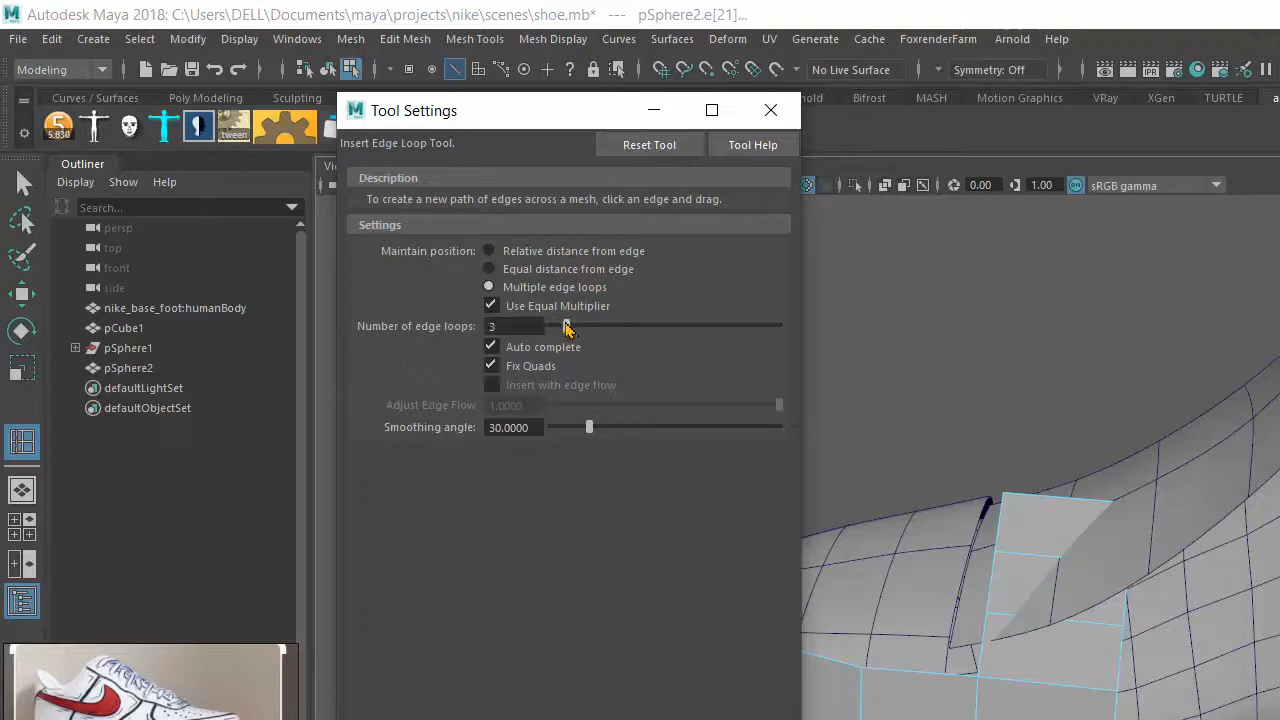 Autodesk Maya 2018: C:\Users\DELL\Documents\maya\projects\nike\scenes\shoe.mb*   ---   pSphere2.e[21]...
File Edit Create Select Modify Display Windows Mesh Edit Mesh Mesh Tools Mesh Display Curves Surfaces Deform UV Generate Cache FoxrenderFarm Arnold Help
Modeling No Live Surface Symmetry: Off
Curves / Surfaces Poly Modeling Sculpting Bifrost MASH Motion Graphics VRay XGen TURTLE
Tool Settings
5:830 tween
Insert Edge Loop Tool. Reset Tool Tool Help
Outliner
Description
Display Show Help
0.00 1.00 sRGB gamma
To create a new path of edges across a mesh, click an edge and drag.
Search...
Settings
persp
top
front
side
nike_base_foot:humanBody
pCube1
pSphere1
pSphere2
defaultLightSet
defaultObjectSet
Maintain position: Relative distance from edge
Equal distance from edge
Multiple edge loops
Use Equal Multiplier
Number of edge loops: 3
Auto complete
Fix Quads
Insert with edge flow
Adjust Edge Flow 1.0000
Smoothing angle: 30.0000